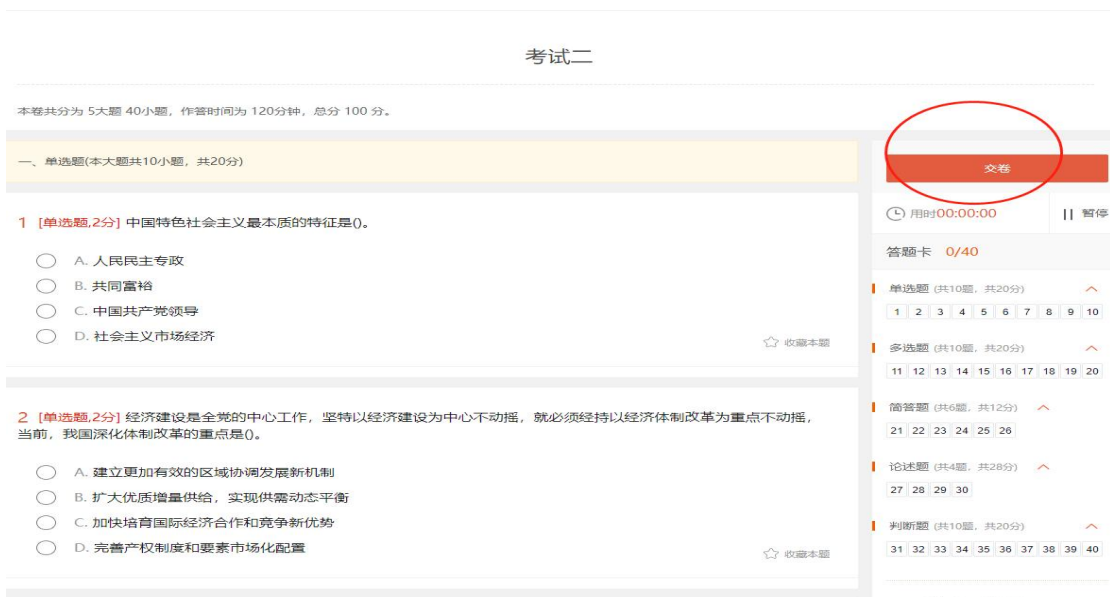 考试二
本卷共分为 5大题 40小题，作答时间为 120分钟，总分 100 分。
一、单选题(本大题共10小题，共20分)
1 [单选题,2分] 中国特色社会主义最本质的特征是()。
A. 人民民主专政
B. 共同富裕
C. 中国共产党领导
D. 社会主义市场经济
收藏本题
2 [单选题,2分] 经济建设是全党的中心工作，坚特以经济建设为中心不动摇，就必须经持以经济体制改革为重点不动摇，
当前，我国深化体制改革的重点是()。
A. 建立更加有效的区域协调发展新机制
B. 扩大优质增量供给，实现供需动态平衡
C. 加快培育国际经济合作和竞争新优势
D. 完善产权制度和要素市场化配置
收藏本题
交卷
用时00:00:00
暂停
答题卡 0/40
单选题 (共10题，共20分)
1 2 3 4 5 6 7 8 9 10
多选题 (共10题，共20分)
11 12 13 14 15 16 17 18 19 20
简答题 (共6题，共12分)
21 22 23 24 25 26
论述题 (共4题，共28分)
27 28 29 30
判断题 (共10题，共20分)
31 32 33 34 35 36 37 38 39 40